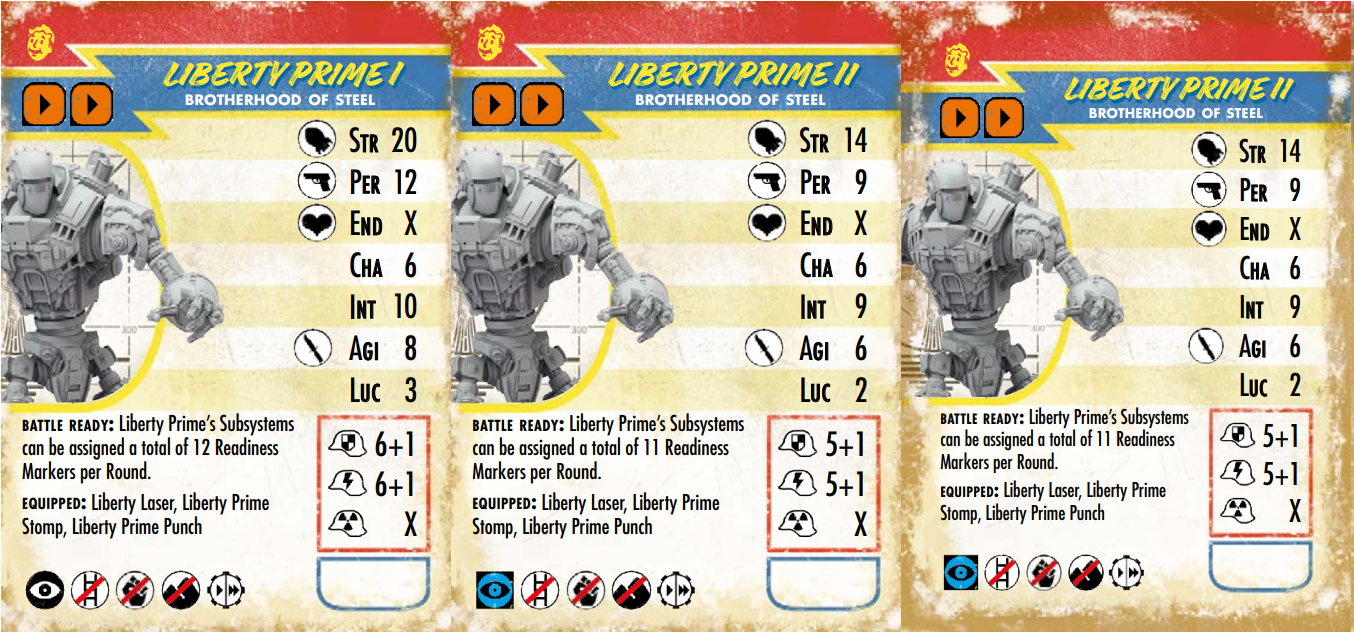 LIBERTY PRIME I
BROTHERHOOD OF STEEL
STR 20
PER 12
END X
CHA 6
INT 10
AGI 8
LUC 3
300
BATTLE READY: Liberty Prime's Subsystems
can be assigned a total of 12 Readiness
Markers per Round.
EQUIPPED: Liberty Laser, Liberty Prime
Stomp, Liberty Prime Punch
6+1
6+1
X
LIBERTY PRIME II
BROTHERHOOD OF STEEL
STR 14
PER 9
END X
CHA 6
INT 9
AGI 6
LUC 2
300
BATTLE READY: Liberty Prime's Subsystems
can be assigned a total of 11 Readiness
Markers per Round.
EQUIPPED: Liberty Laser, Liberty Prime
Stomp, Liberty Prime Punch
5+1
5+1
X
LIBERTY PRIME II
BROTHERHOOD OF STEEL
STR 14
PER 9
END X
CHA 6
INT 9
AGI 6
LUC 2
300
BATTLE READY: Liberty Prime's Subsystems
can be assigned a total of 11 Readiness
Markers per Round.
EQUIPPED: Liberty Laser, Liberty Prime
Stomp, Liberty Prime Punch
5+1
5+1
X